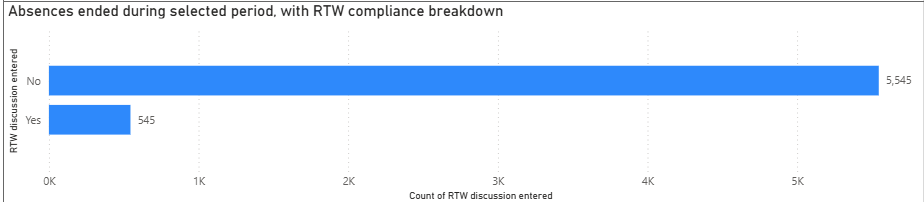 Absences ended during selected period, with RTW compliance breakdown
RTW discussion entered
No
5,545
Yes
545
0K
1K
2K
3K
4K
5K
Count of RTW discussion entered